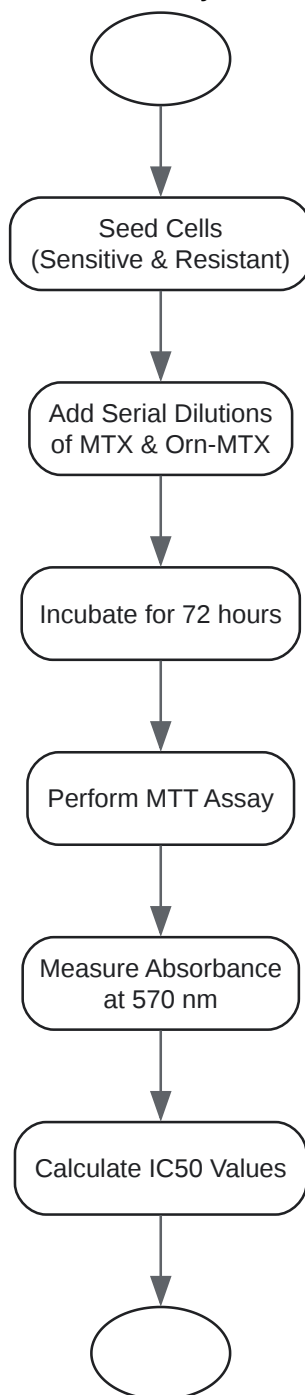 Seed Cells
(Sensitive & Resistant)
Add Serial Dilutions
of MTX & Orn-MTX
Incubate for 72 hours
Perform MTT Assay
Measure Absorbance
at 570 nm
Calculate IC50 Values